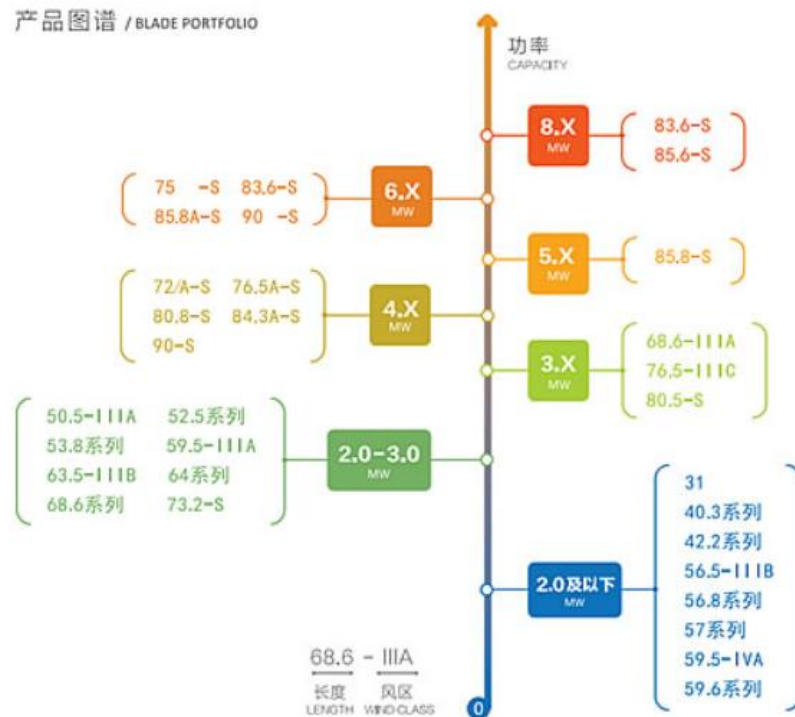 产品图谱 / BLADE PORTFOLIO
功率
CAPACITY
8.X
MW
83.6-S
85.6-S
6.X
MW
75 -S 83.6-S
85.8A-S 90 -S
5.X
MW
85.8-S
4.X
MW
72/A-S 76.5A-S
80.8-S 84.3A-S
90-S
3.X
MW
68.6-IIIA
76.5-IIIC
80.5-S
2.0-3.0
MW
50.5-IIIA 52.5系列
53.8系列 59.5-IIIA
63.5-IIIB 64系列
68.6系列 73.2-S
2.0及以下
MW
31
40.3系列
42.2系列
56.5-IIIB
56.8系列
57系列
59.5-IVA
59.6系列
68.6 - IIIA
长度 风区
LENGTH WIND CLASS
0